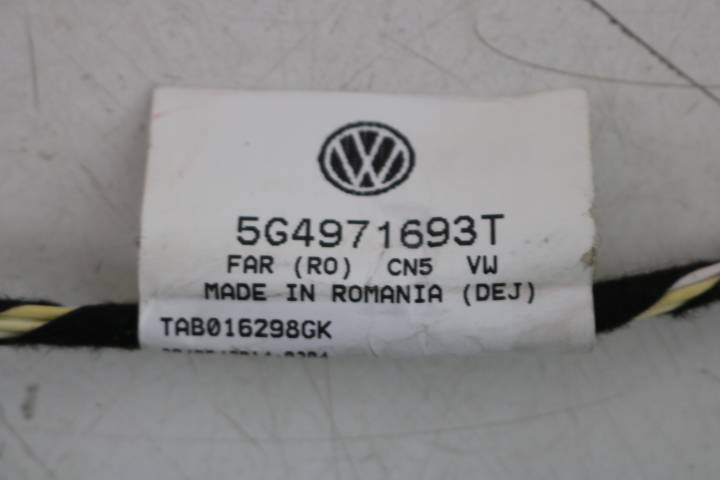 5G4971693T
FAR (RO) CN5 VW
MADE IN ROMANIA (DEJ)
TAB016298GK